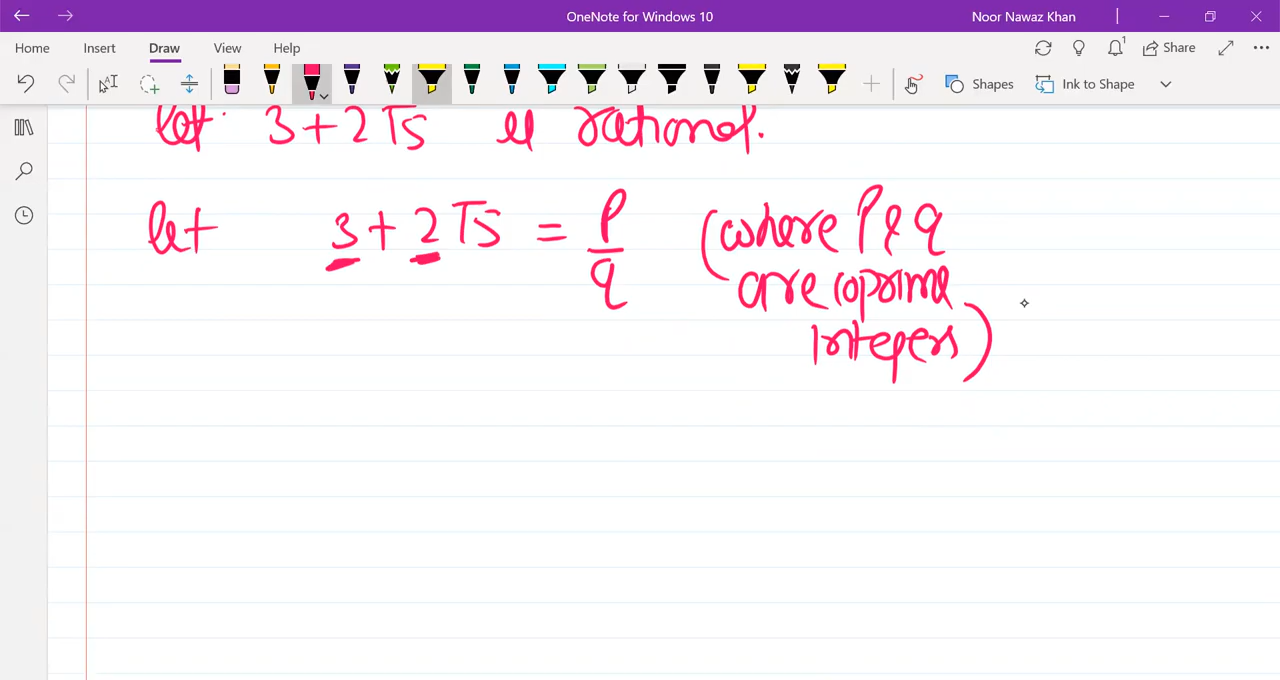 OneNote for Windows 10
Noor Nawaz Khan
Home Insert Draw View Help
Share
Shapes
Ink to Shape
let 3+2√5 is rational.
let 3+2√5 = p/q (where p & q
are coprime
integers)